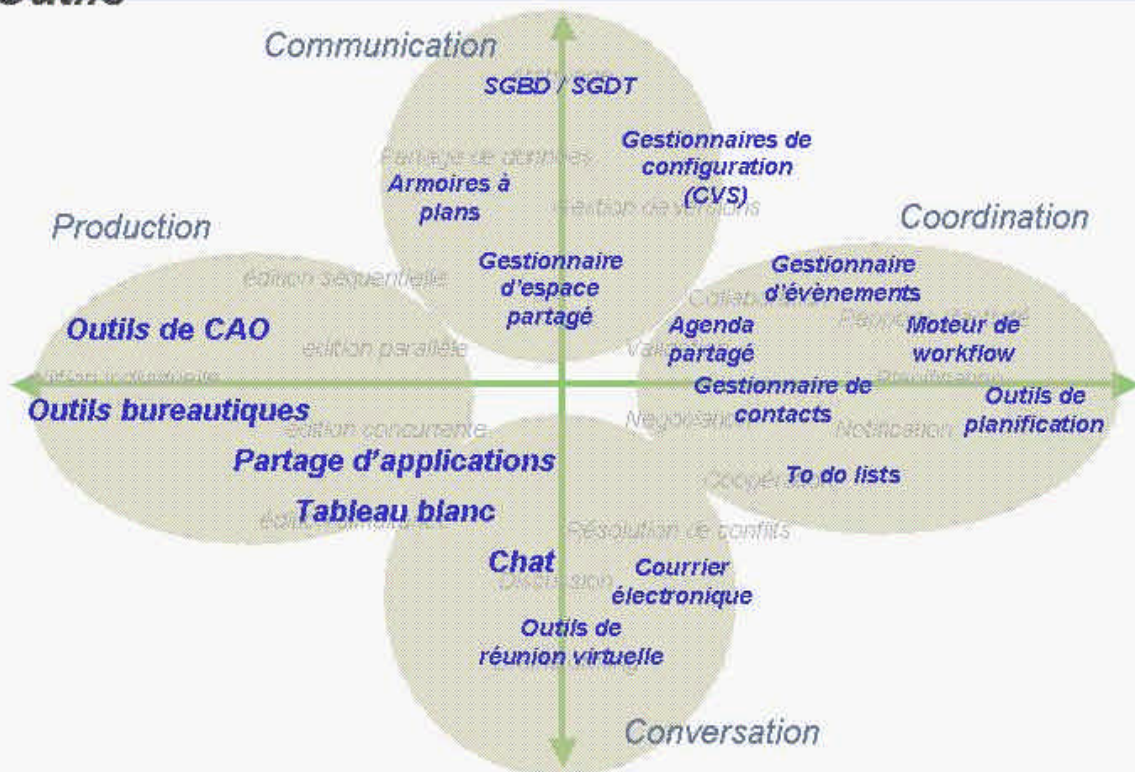 Communication
SGBD / SGDT
Gestionnaires de
configuration
(CVS)
Partage de données
Armoires à
plans
Gestion de versions
Production
Coordination
édition séquentielle
Gestionnaire
d'espace
partagé
Gestionnaire
d'évènements
Outils de CAO
Agenda
partagé
Moteur de
workflow
édition parallèle
Gestionnaire de
contacts
Outils de
planification
Outils bureautiques
édition concurrente
Notification
Partage d'applications
To do lists
Tableau blanc
Résolution de conflits
Chat
Courrier
électronique
Discussion
Outils de
réunion virtuelle
Conversation